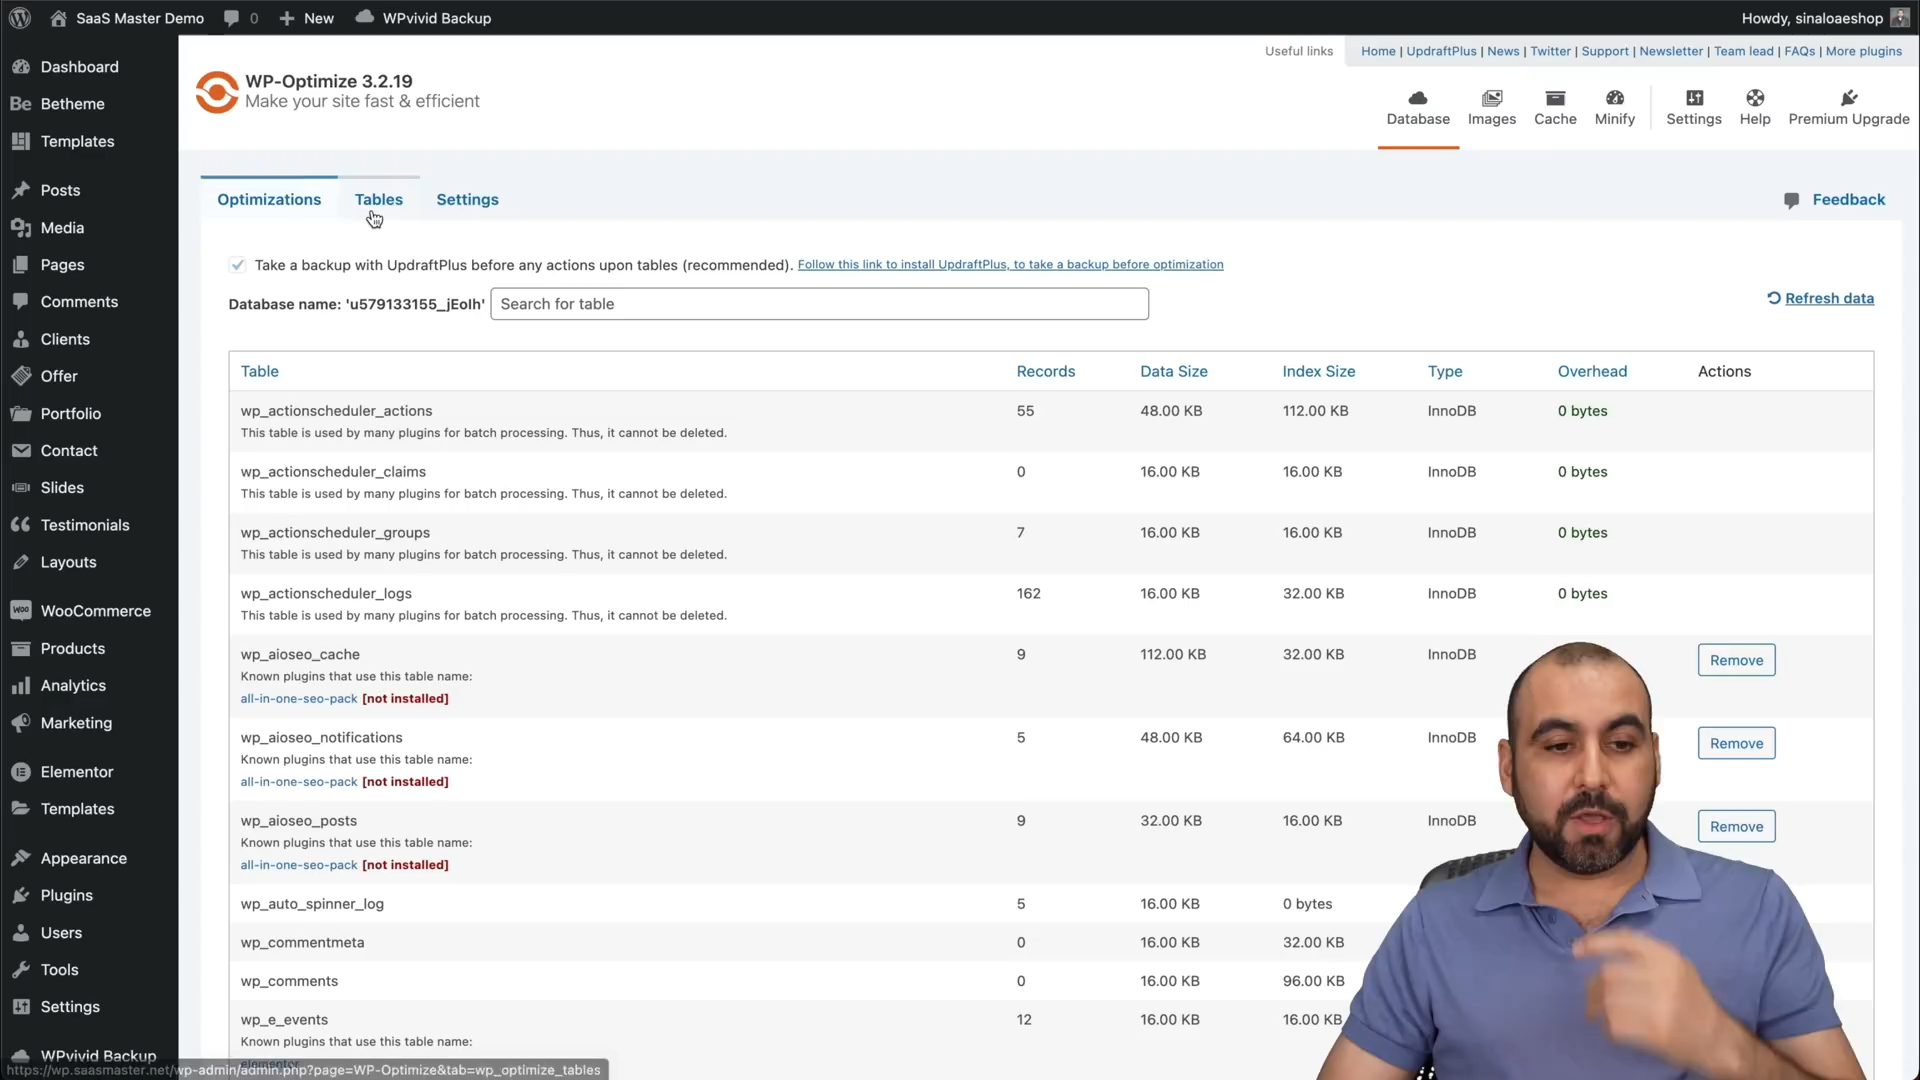 SaaS Master Demo 0 New WPvivid Backup Howdy, sinaloaeshop
Useful links Home | UpdraftPlus | News | Twitter | Support | Newsletter | Team lead | FAQs | More plugins
WP-Optimize 3.2.19
Make your site fast & efficient
Database Images Cache Minify Settings Help Premium Upgrade
Dashboard
Be Betheme
Templates
Posts
Media
Pages
Comments
Clients
Offer
Portfolio
Contact
Slides
Testimonials
Layouts
Woo WooCommerce
Products
Analytics
Marketing
Elementor
Templates
Appearance
Plugins
Users
Tools
Settings
WPvivid Backup
Optimizations Tables Settings Feedback
Take a backup with UpdraftPlus before any actions upon tables (recommended). Follow this link to install UpdraftPlus, to take a backup before optimization
Database name: 'u579133155_jEoIh' Search for table Refresh data
Table Records Data Size Index Size Type Overhead Actions
wp_actionscheduler_actions 55 48.00 KB 112.00 KB InnoDB 0 bytes
This table is used by many plugins for batch processing. Thus, it cannot be deleted.
wp_actionscheduler_claims 0 16.00 KB 16.00 KB InnoDB 0 bytes
This table is used by many plugins for batch processing. Thus, it cannot be deleted.
wp_actionscheduler_groups 7 16.00 KB 16.00 KB InnoDB 0 bytes
This table is used by many plugins for batch processing. Thus, it cannot be deleted.
wp_actionscheduler_logs 162 16.00 KB 32.00 KB InnoDB 0 bytes
This table is used by many plugins for batch processing. Thus, it cannot be deleted.
wp_aioseo_cache 9 112.00 KB 32.00 KB InnoDB Remove
Known plugins that use this table name:
all-in-one-seo-pack [not installed]
wp_aioseo_notifications 5 48.00 KB 64.00 KB InnoDB Remove
Known plugins that use this table name:
all-in-one-seo-pack [not installed]
wp_aioseo_posts 9 32.00 KB 16.00 KB InnoDB Remove
Known plugins that use this table name:
all-in-one-seo-pack [not installed]
wp_auto_spinner_log 5 16.00 KB 0 bytes
wp_commentmeta 0 16.00 KB 32.00 KB
wp_comments 0 16.00 KB 96.00 KB
wp_e_events 12 16.00 KB 16.00 KB
Known plugins that use this table name:
elementor
https://wp.saasmaster.net/wp-admin/admin.php?page=WP-Optimize&tab=wp_optimize_tables